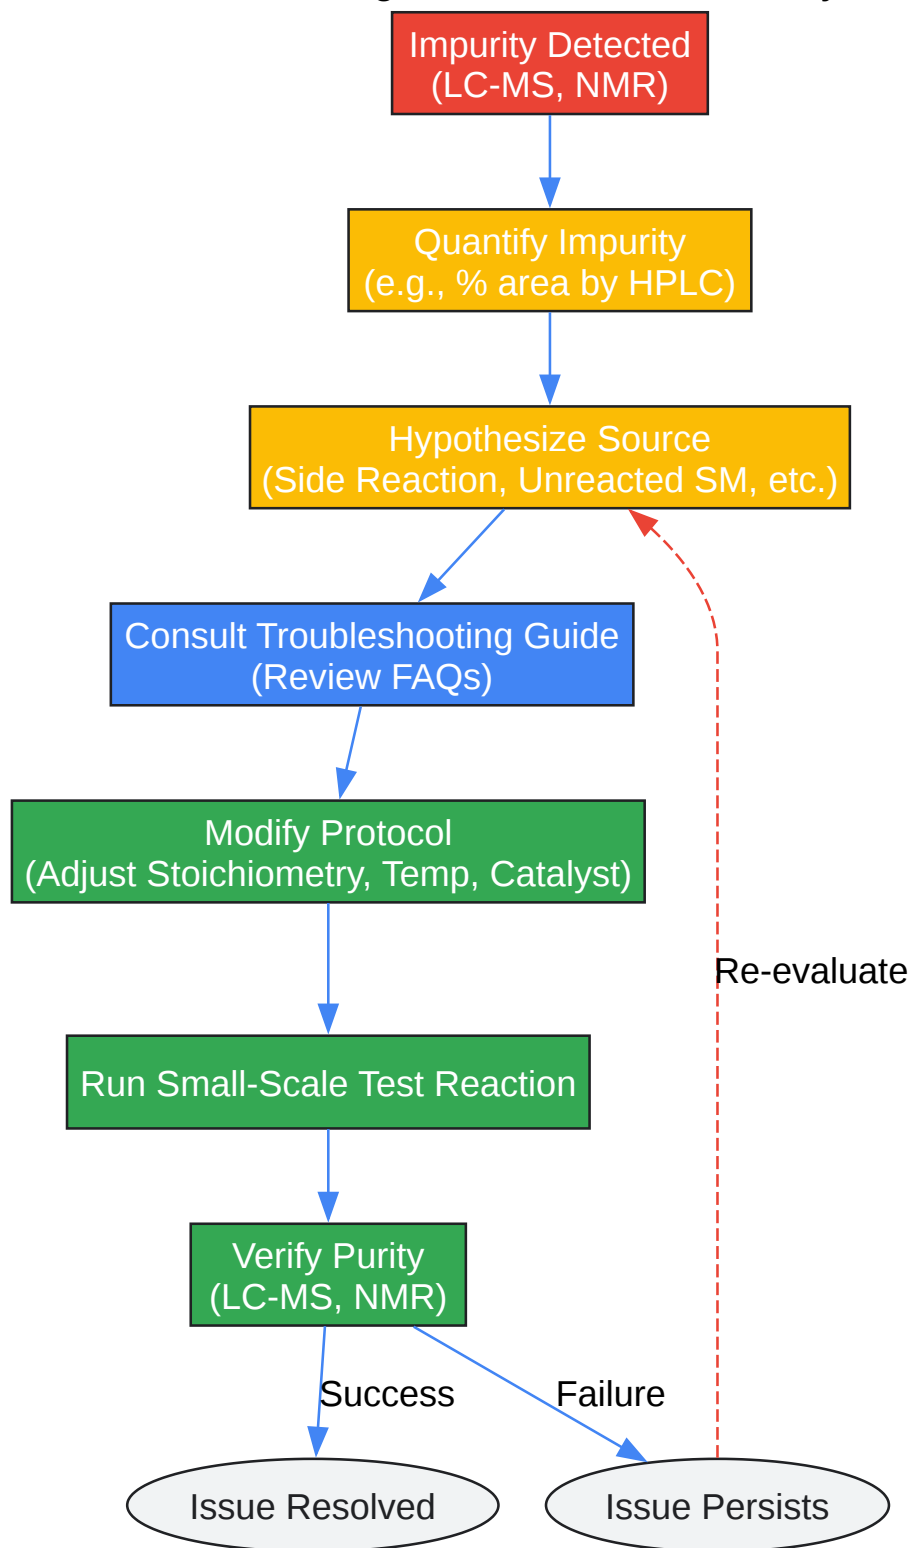 Impurity Detected
(LC-MS, NMR)
Quantify Impurity
(e.g., % area by HPLC)
Hypothesize Source
(Side Reaction, Unreacted SM, etc.)
Consult Troubleshooting Guide
(Review FAQs)
Modify Protocol
(Adjust Stoichiometry, Temp, Catalyst)
Re-evaluate
Run Small-Scale Test Reaction
Verify Purity
(LC-MS, NMR)
Success
Failure
Issue Resolved
Issue Persists